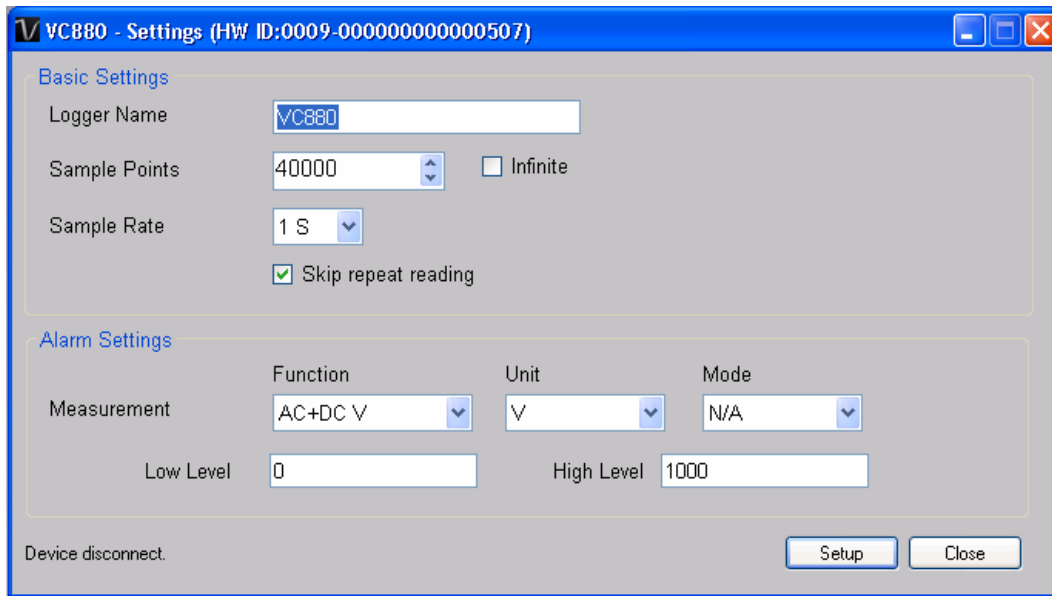 VC880 - Settings (HW ID:0009-000000000000507)
Basic Settings
Logger Name VC880
Sample Points 40000 Infinite
Sample Rate 1 S
Skip repeat reading
Alarm Settings
Function Unit Mode
Measurement AC+DC V V N/A
Low Level 0 High Level 1000
Device disconnect. Setup Close